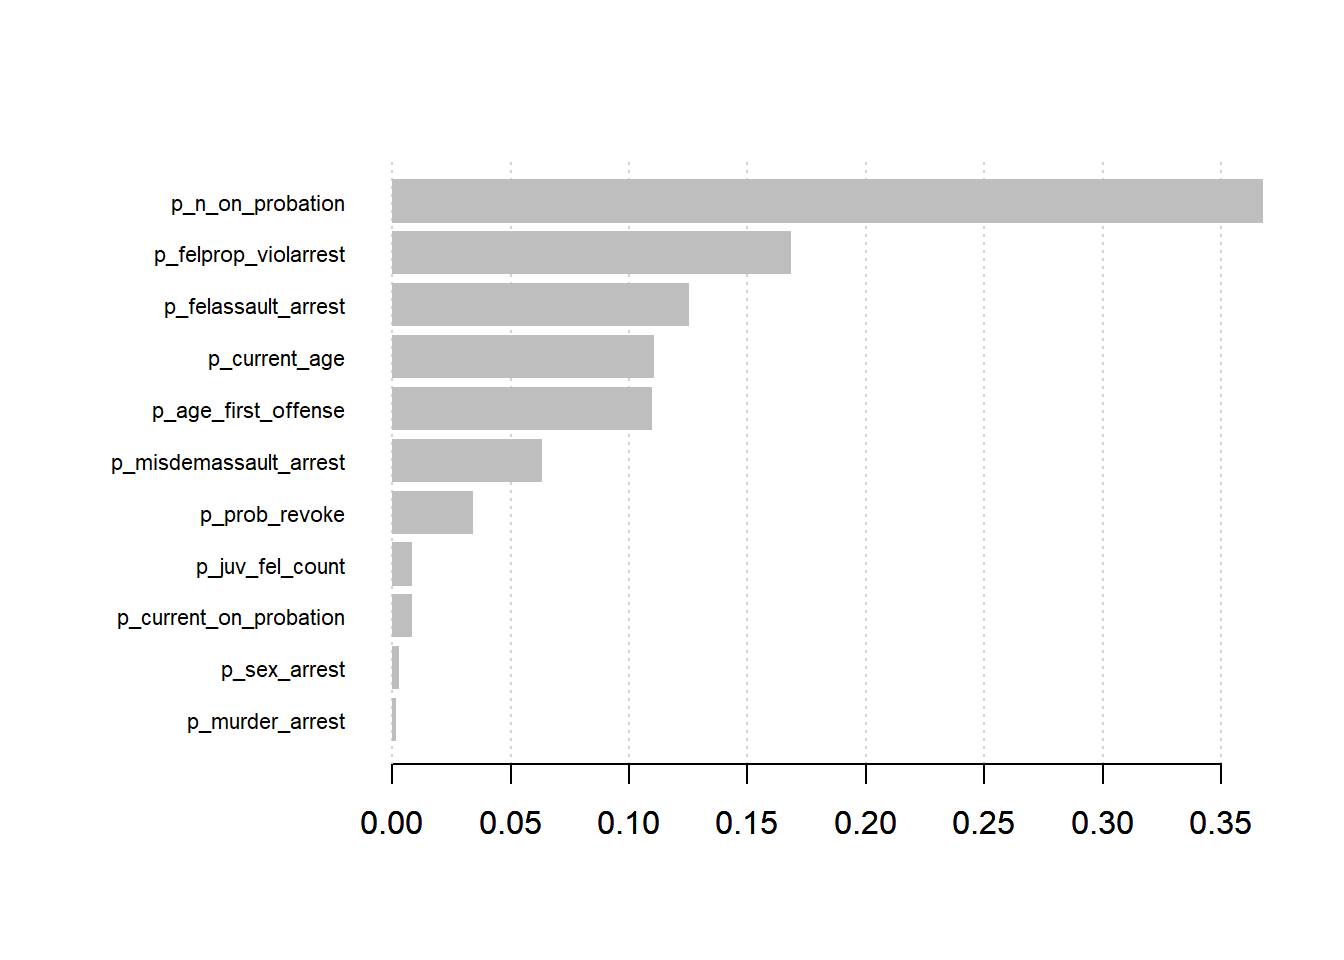 p_n_on_probation
p_felprop_violarrest
p_felassault_arrest
p_current_age
p_age_first_offense
p_misdemassault_arrest
p_prob_revoke
p_juv_fel_count
p_current_on_probation
p_sex_arrest
p_murder_arrest
0.00 0.05 0.10 0.15 0.20 0.25 0.30 0.35